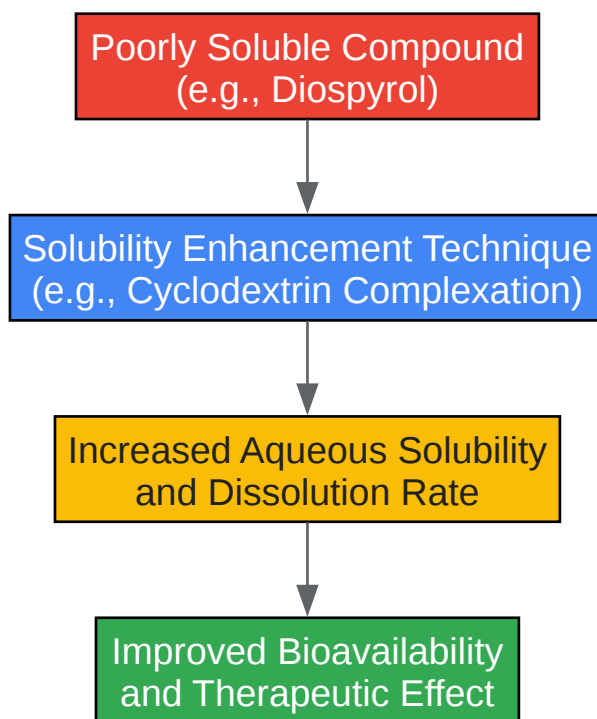 Poorly Soluble Compound
(e.g., Diospyrol)
Solubility Enhancement Technique
(e.g., Cyclodextrin Complexation)
Increased Aqueous Solubility
and Dissolution Rate
Improved Bioavailability
and Therapeutic Effect